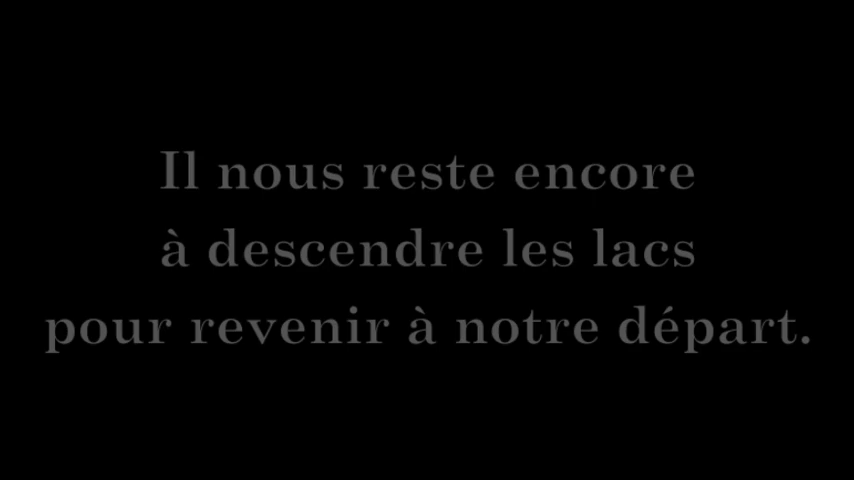 Il nous reste encore
à descendre les lacs
pour revenir à notre départ.